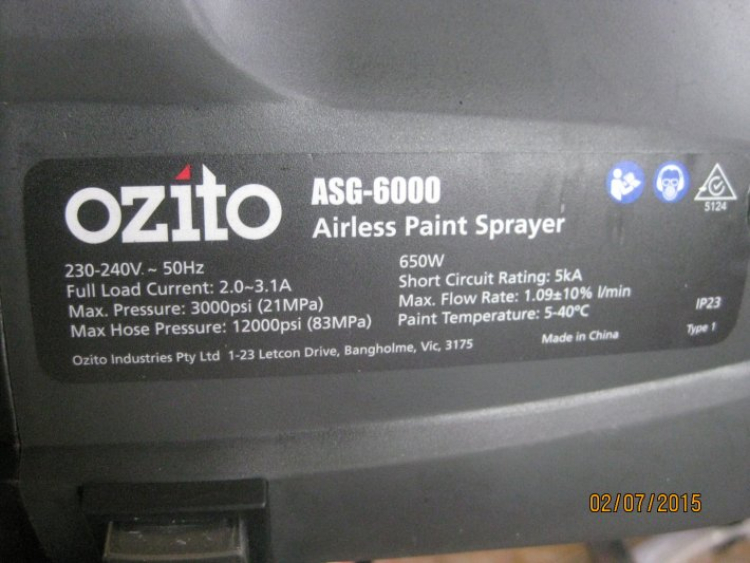 ozito
ASG-6000
Airless Paint Sprayer
5124
230-240V. ~ 50Hz
Full Load Current: 2.0~3.1A
Max. Pressure: 3000psi (21MPa)
Max Hose Pressure: 12000psi (83MPa)
650W
Short Circuit Rating: 5kA
Max. Flow Rate: 1.09±10% l/min
Paint Temperature: 5-40ºC
IP23
Ozito Industries Pty Ltd 1-23 Letcon Drive, Bangholme, Vic, 3175
Made in China
Type 1
02/07/2015